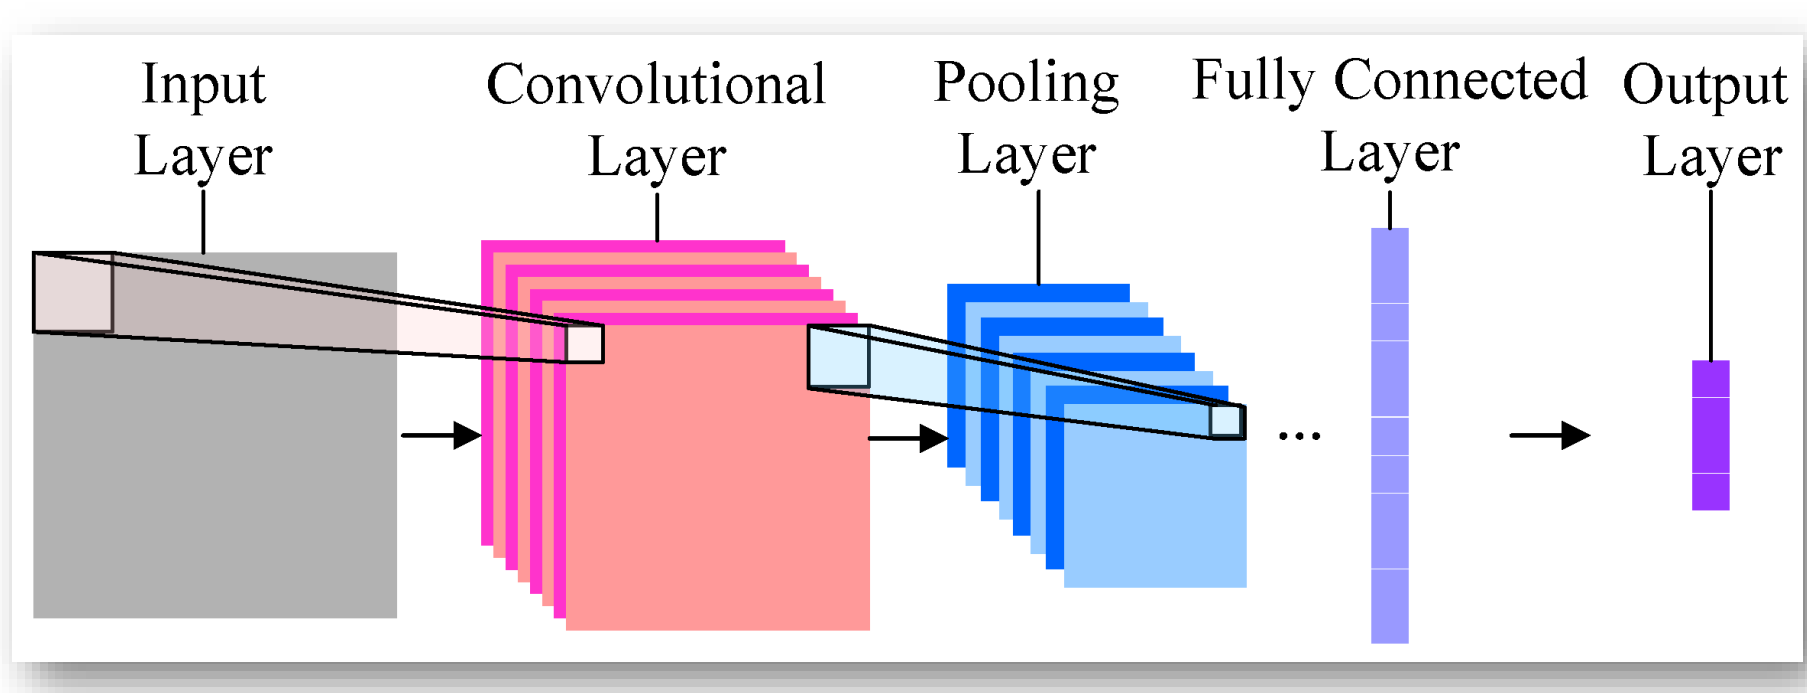 Input
Layer
Convolutional
Layer
Pooling
Layer
Fully Connected
Layer
Output
Layer
...